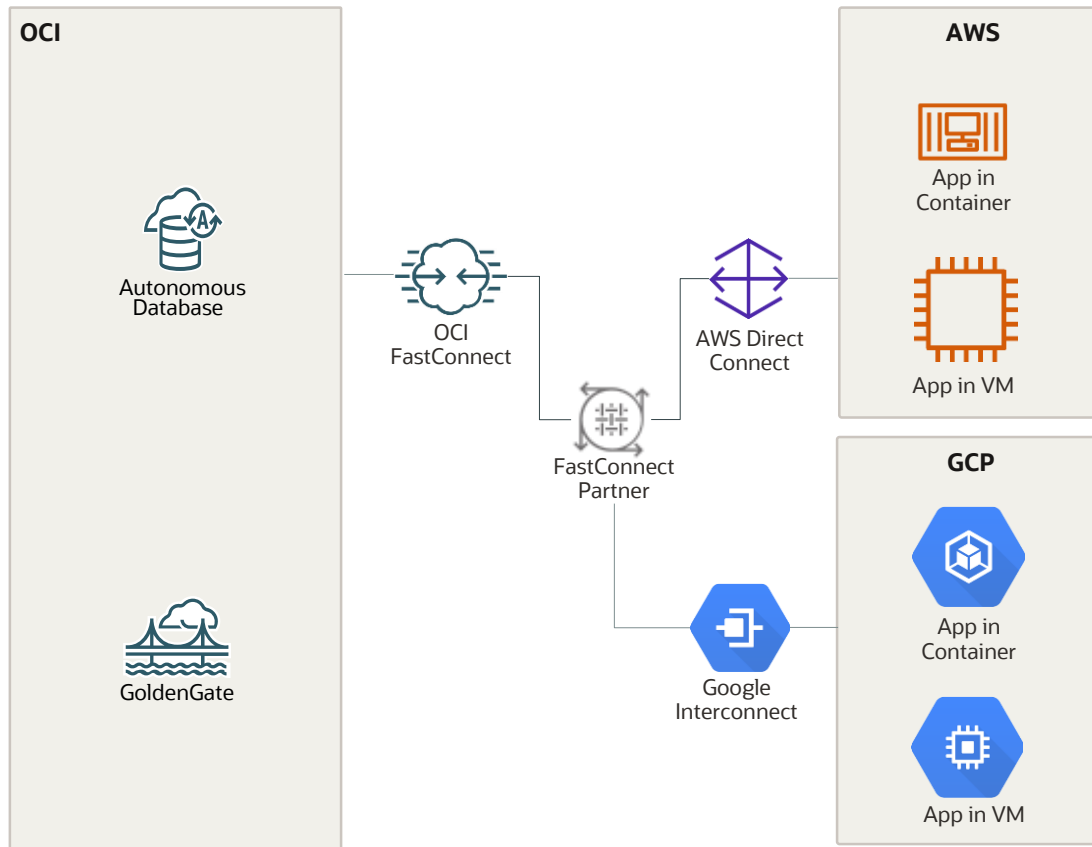 OCI
Autonomous
Database
GoldenGate
OCI
FastConnect
FastConnect
Partner
AWS Direct
Connect
Google
Interconnect
AWS
App in
Container
App in VM
GCP
App in
Container
App in VM
A